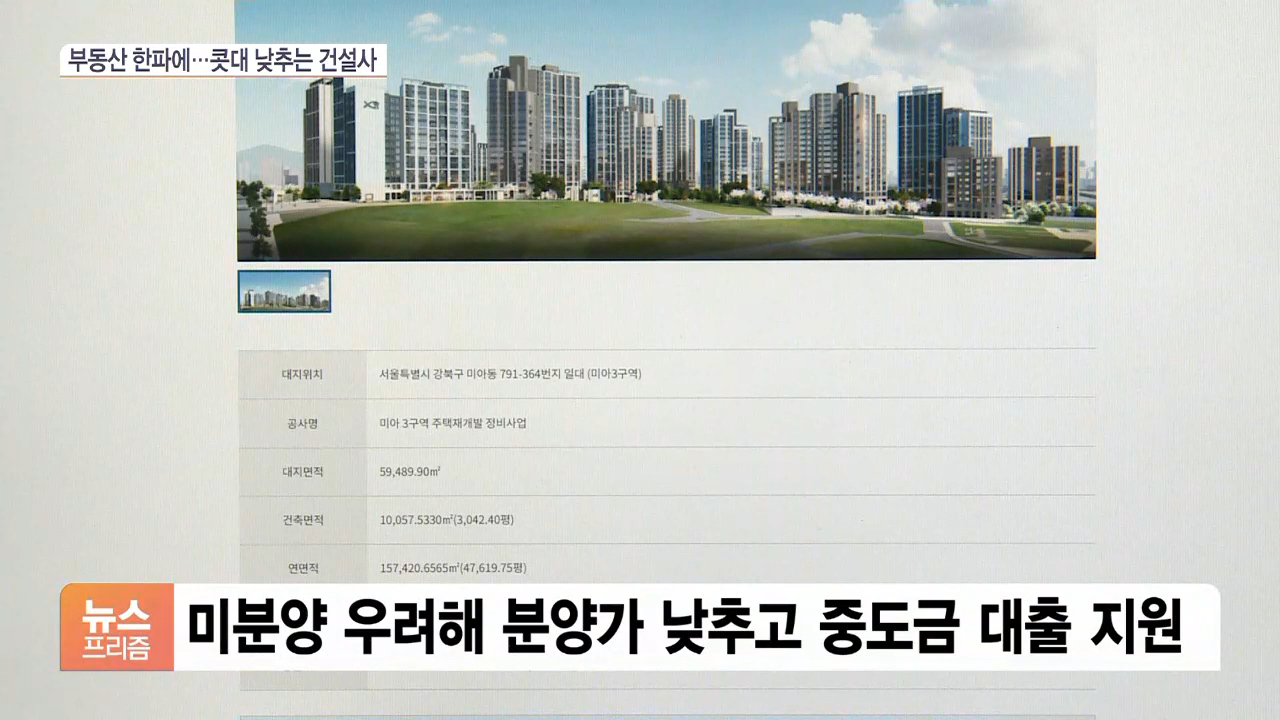 부동산 한파에…콧대 낮추는 건설사
대지위치 서울특별시 강북구 미아동 791-364번지 일대 (미아3구역)
공사명 미아 3구역 주택재개발 정비사업
대지면적 59,489.90㎡
건축면적 10,057.5330㎡(3,042.40평)
연면적 157,420.6565㎡(47,619.75평)
뉴스
프리즘
미분양 우려해 분양가 낮추고 중도금 대출 지원